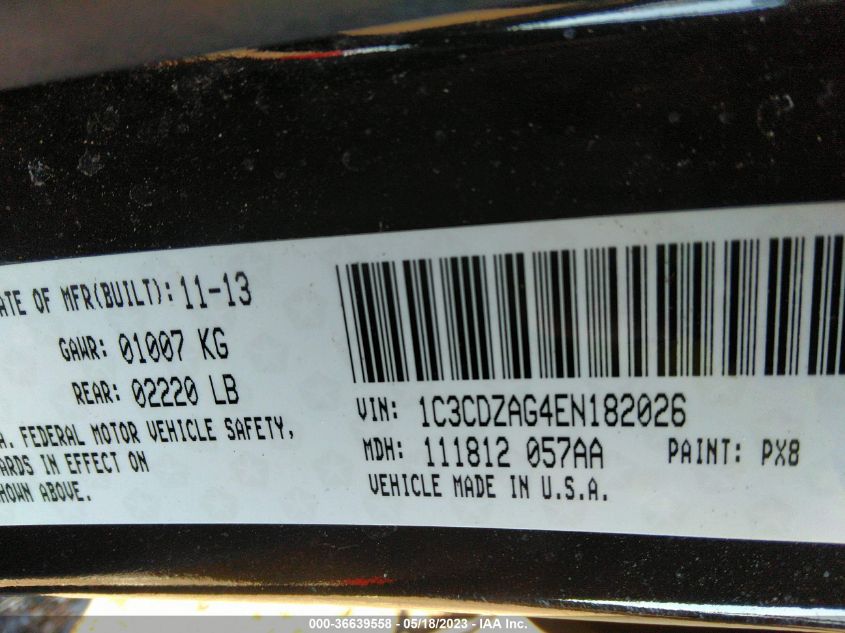 ATE OF MFR(BUILT): 11-13
GAWR: 01007 KG
REAR: 02220 LB
A. FEDERAL MOTOR VEHICLE SAFETY,
ARDS IN EFFECT ON
HOWN ABOVE.
VIN: 1C3CDZAG4EN182026
MDH: 111812 057AA PAINT: PX8
VEHICLE MADE IN U.S.A.
000-36639558 - 05/18/2023 - IAA Inc.